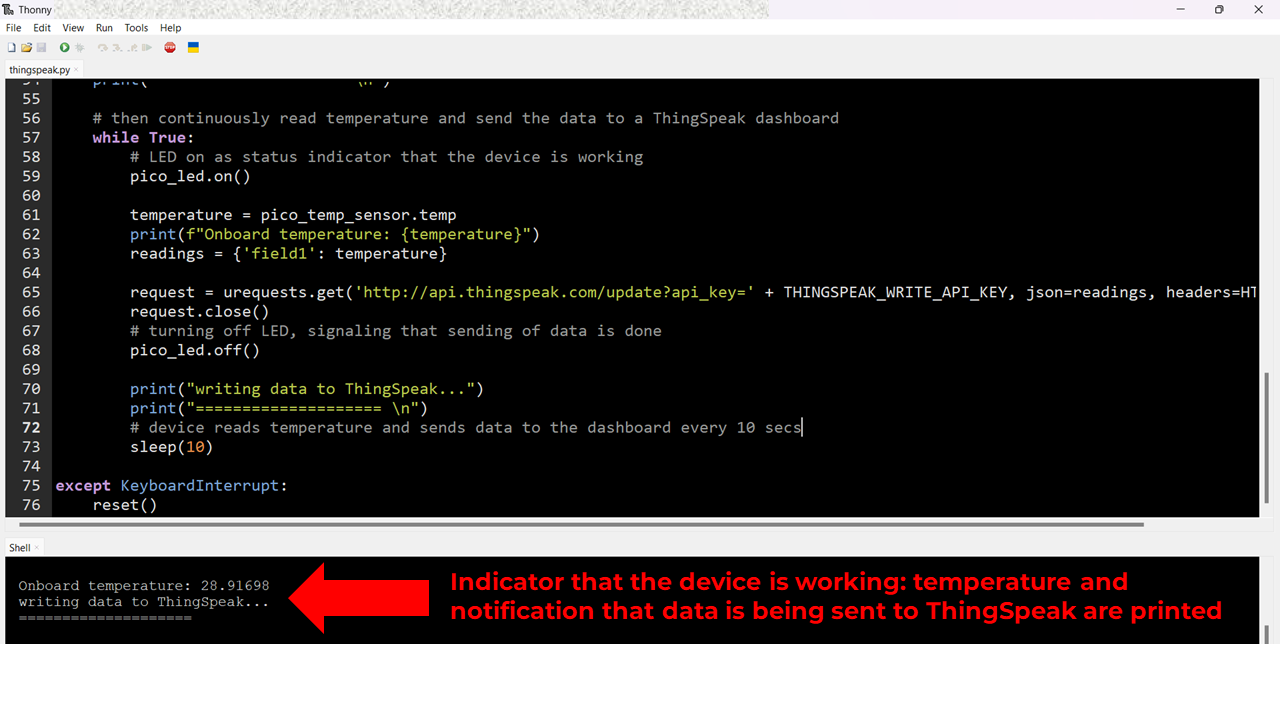 Thonny
File Edit View Run Tools Help
thingspeak.py ×
55
56 # then continuously read temperature and send the data to a ThingSpeak dashboard
57 while True:
58 # LED on as status indicator that the device is working
59 pico_led.on()
60
61 temperature = pico_temp_sensor.temp
62 print(f"Onboard temperature: {temperature}")
63 readings = {'field1': temperature}
64
65 request = urequests.get('http://api.thingspeak.com/update?api_key=' + THINGSPEAK_WRITE_API_KEY, json=readings, headers=HT
66 request.close()
67 # turning off LED, signaling that sending of data is done
68 pico_led.off()
69
70 print("writing data to ThingSpeak...")
71 print("==================== \n")
72 # device reads temperature and sends data to the dashboard every 10 secs
73 sleep(10)
74
75 except KeyboardInterrupt:
76 reset()
Shell ×
Onboard temperature: 28.91698
writing data to ThingSpeak...
====================
Indicator that the device is working: temperature and
notification that data is being sent to ThingSpeak are printed